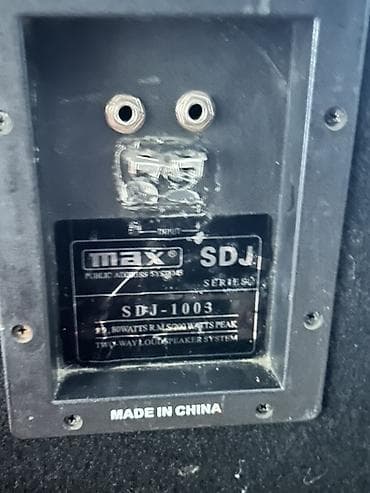 INPUT
max®
SDJ
PUBLIC ADDRESS SYSTEMS
SERIES
SDJ-1003
80WATTS R.M.S/200 WATTS PEAK
TWO-WAY LOUDSPEAKER SYSTEM
MADE IN CHINA